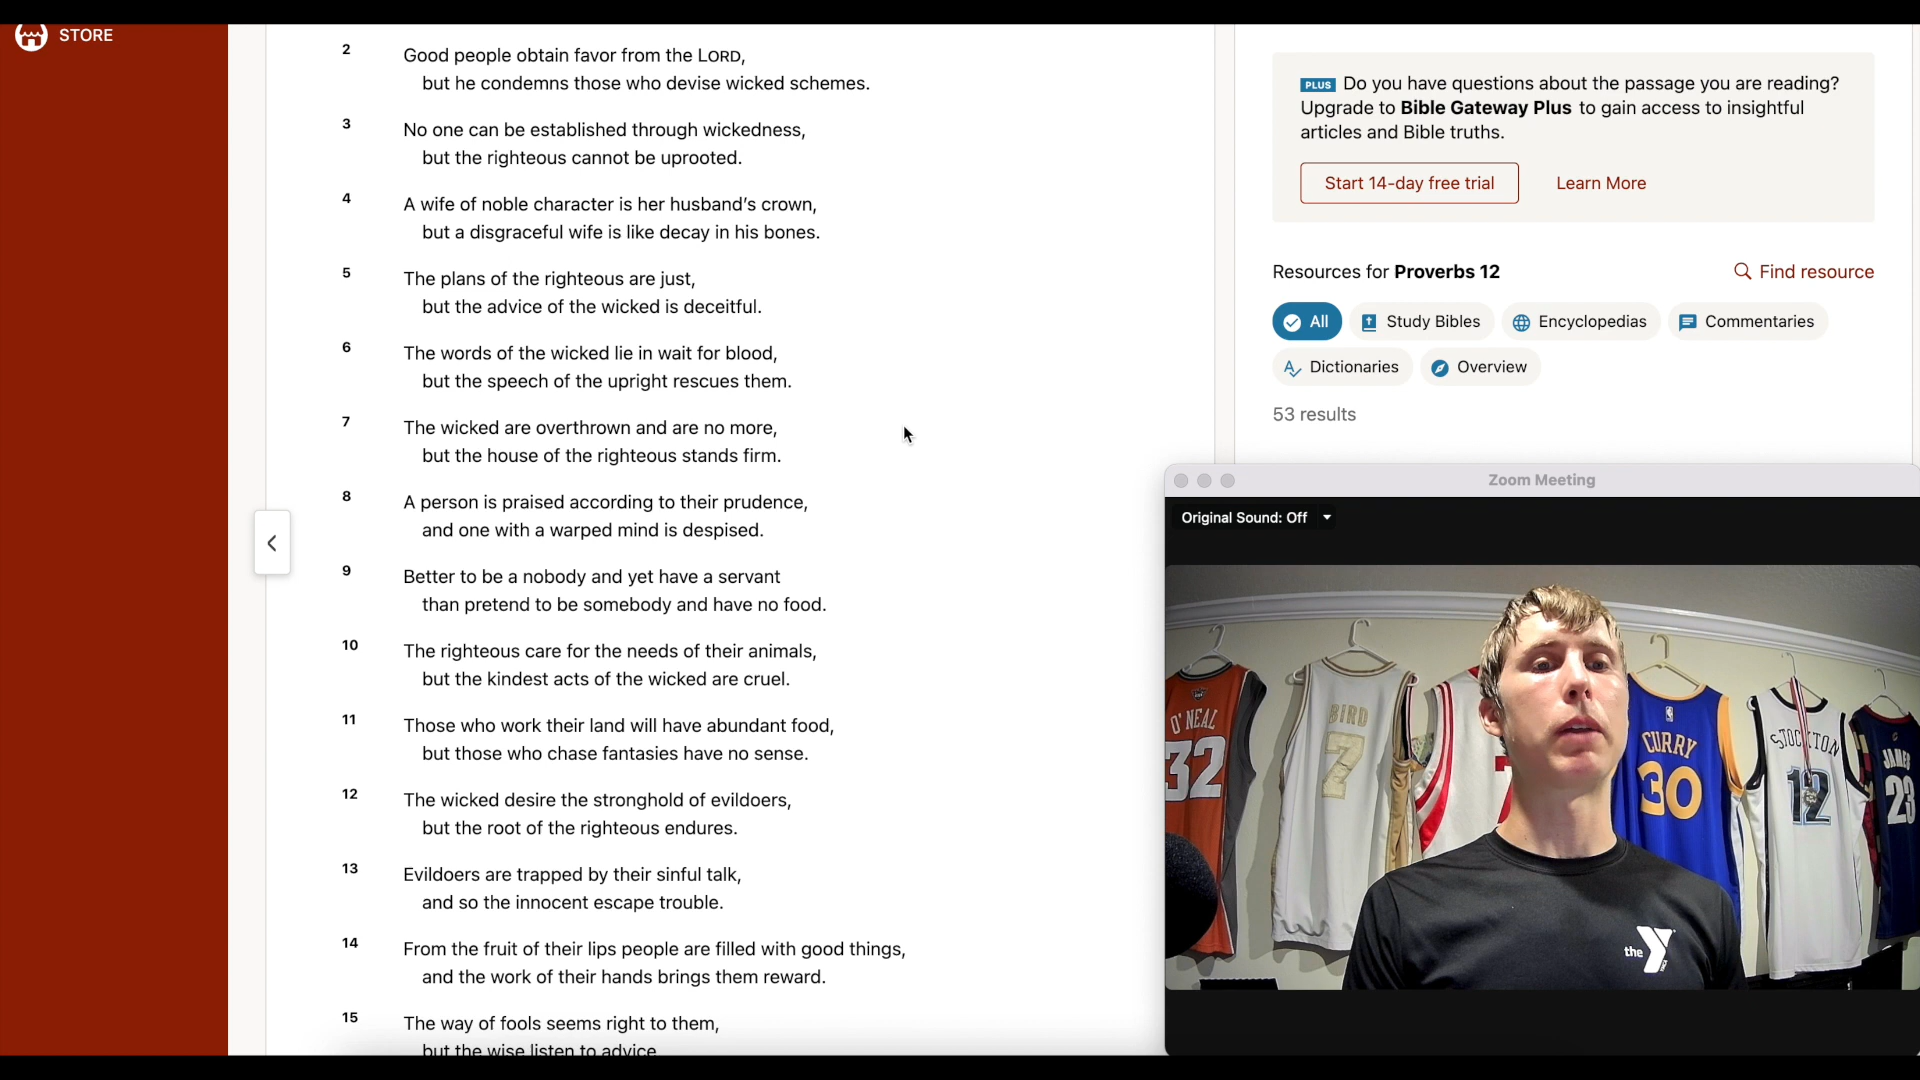 STORE
2 Good people obtain favor from the LORD,
but he condemns those who devise wicked schemes.
3 No one can be established through wickedness,
but the righteous cannot be uprooted.
4 A wife of noble character is her husband’s crown,
but a disgraceful wife is like decay in his bones.
5 The plans of the righteous are just,
but the advice of the wicked is deceitful.
6 The words of the wicked lie in wait for blood,
but the speech of the upright rescues them.
7 The wicked are overthrown and are no more,
but the house of the righteous stands firm.
8 A person is praised according to their prudence,
and one with a warped mind is despised.
9 Better to be a nobody and yet have a servant
than pretend to be somebody and have no food.
10 The righteous care for the needs of their animals,
but the kindest acts of the wicked are cruel.
11 Those who work their land will have abundant food,
but those who chase fantasies have no sense.
12 The wicked desire the stronghold of evildoers,
but the root of the righteous endures.
13 Evildoers are trapped by their sinful talk,
and so the innocent escape trouble.
14 From the fruit of their lips people are filled with good things,
and the work of their hands brings them reward.
15 The way of fools seems right to them,
but the wise listen to advice
PLUS Do you have questions about the passage you are reading?
Upgrade to Bible Gateway Plus to gain access to insightful
articles and Bible truths.
Start 14-day free trial Learn More
Resources for Proverbs 12 Find resource
All Study Bibles Encyclopedias Commentaries
Dictionaries Overview
53 results
Zoom Meeting
Original Sound: Off
O'NEAL
32
BIRD
7
CURRY
30
STOCKTON
12
JAMES
23
the Y